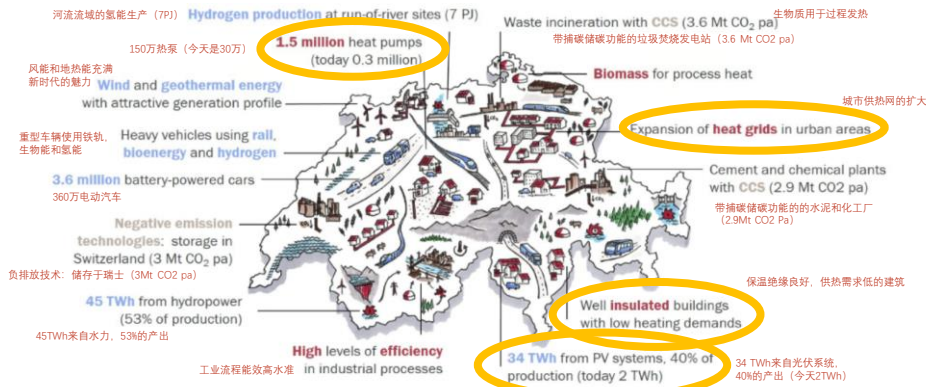 河流流域的氢能生产（7PJ）
Hydrogen production at run-of-river sites (7 PJ)
150万热泵（今天是30万）
1.5 million heat pumps
(today 0.3 million)
Waste incineration with CCS (3.6 Mt CO₂ pa)
带捕碳储碳功能的垃圾焚烧发电站（3.6 Mt CO2 pa）
生物质用于过程发热
Biomass for process heat
风能和地热能充满
新时代的魅力
Wind and geothermal energy
with attractive generation profile
城市供热网的扩大
Expansion of heat grids in urban areas
重型车辆使用铁轨，
生物能和氢能
Heavy vehicles using rail,
bioenergy and hydrogen
3.6 million battery-powered cars
360万电动汽车
Cement and chemical plants
with CCS (2.9 Mt CO2 pa)
带捕碳储碳功能的的水泥和化工厂
（2.9Mt CO2 Pa）
Negative emission
technologies: storage in
Switzerland (3 Mt CO₂ pa)
负排放技术：储存于瑞士（3Mt CO2 pa）
45 TWh from hydropower
(53% of production)
45TWh来自水力，53%的产出
High levels of efficiency
in industrial processes
工业流程能效高水准
保温绝缘良好，供热需求低的建筑
Well insulated buildings
with low heating demands
34 TWh from PV systems, 40% of
production (today 2 TWh)
34 TWh来自光伏系统，
40%的产出（今天2TWh）